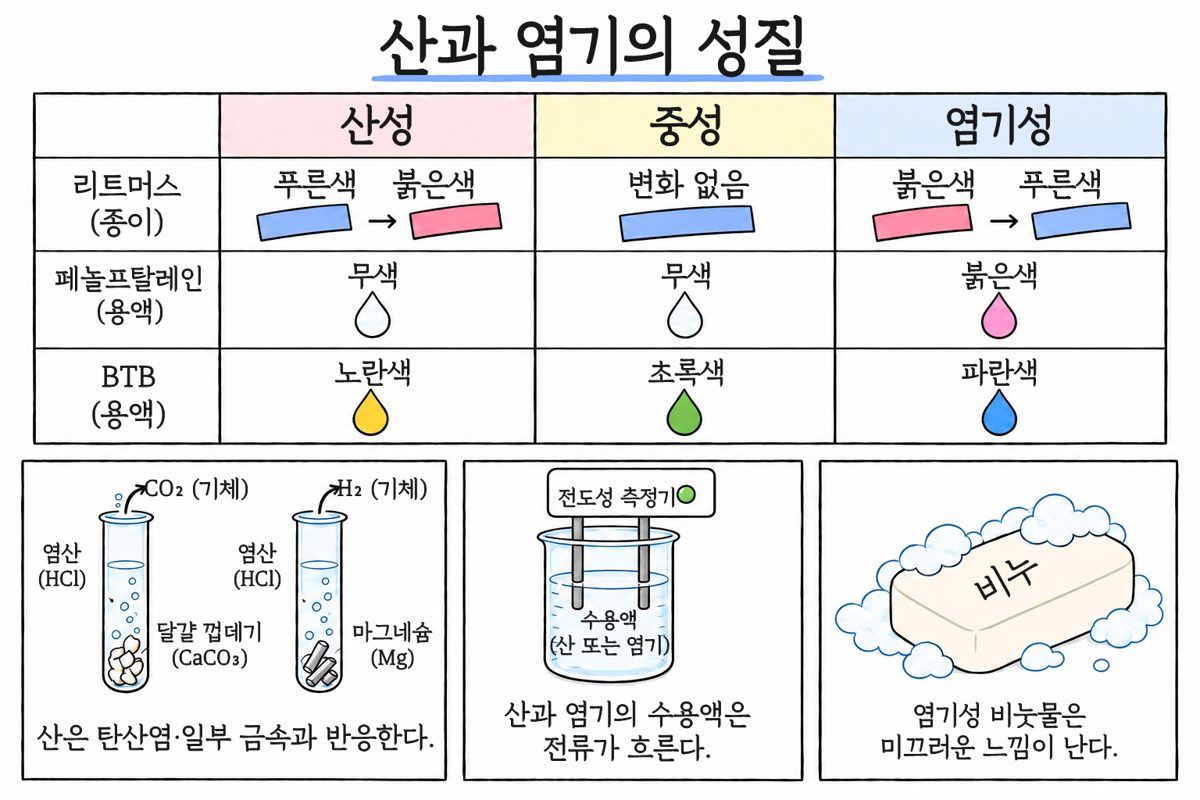 산과 염기의 성질
산성 중성 염기성
리트머스
(종이)
푸른색 붉은색
→
변화 없음
붉은색 푸른색
→
페놀프탈레인
(용액)
무색
무색
붉은색
BTB
(용액)
노란색
초록색
파란색
CO₂ (기체)
염산
(HCl)
달걀 껍데기
(CaCO₃)
H₂ (기체)
염산
(HCl)
마그네슘
(Mg)
산은 탄산염·일부 금속과 반응한다.
전도성 측정기
수용액
(산 또는 염기)
산과 염기의 수용액은
전류가 흐른다.
비누
염기성 비눗물은
미끄러운 느낌이 난다.